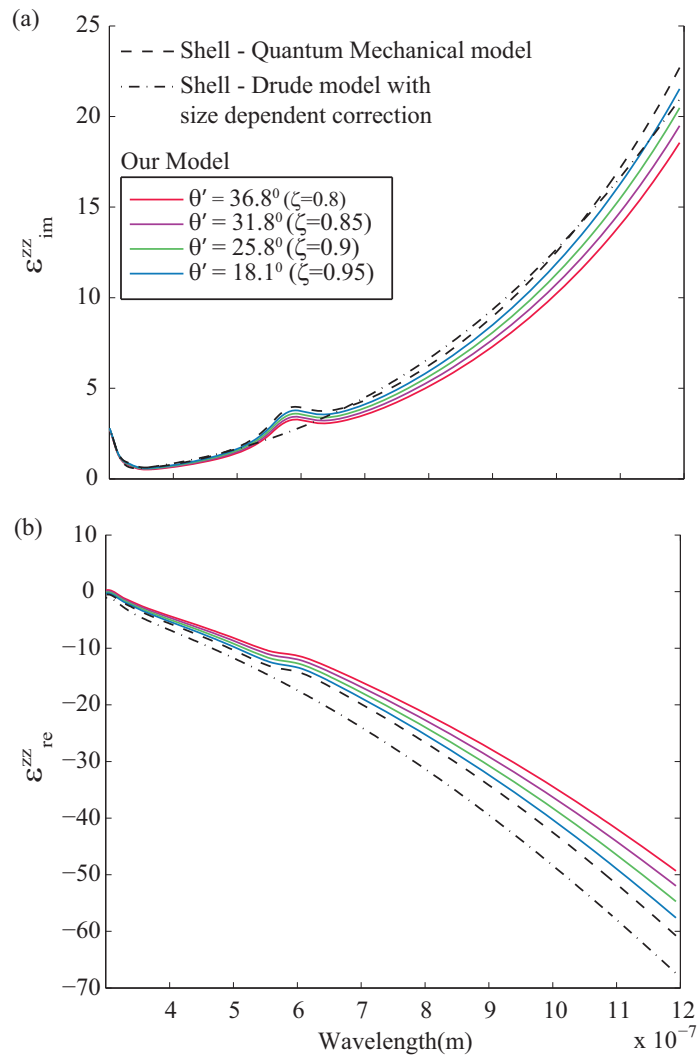 (a)
25
20
15
10
5
0
ε^zz_im
Shell - Quantum Mechanical model
Shell - Drude model with
size dependent correction
Our Model
θ′ = 36.8⁰ (ζ=0.8)
θ′ = 31.8⁰ (ζ=0.85)
θ′ = 25.8⁰ (ζ=0.9)
θ′ = 18.1⁰ (ζ=0.95)
(b)
10
0
−10
−20
−30
−40
−50
−60
−70
ε^zz_re
4 5 6 7 8 9 10 11 12
Wavelength(m)
x 10⁻⁷